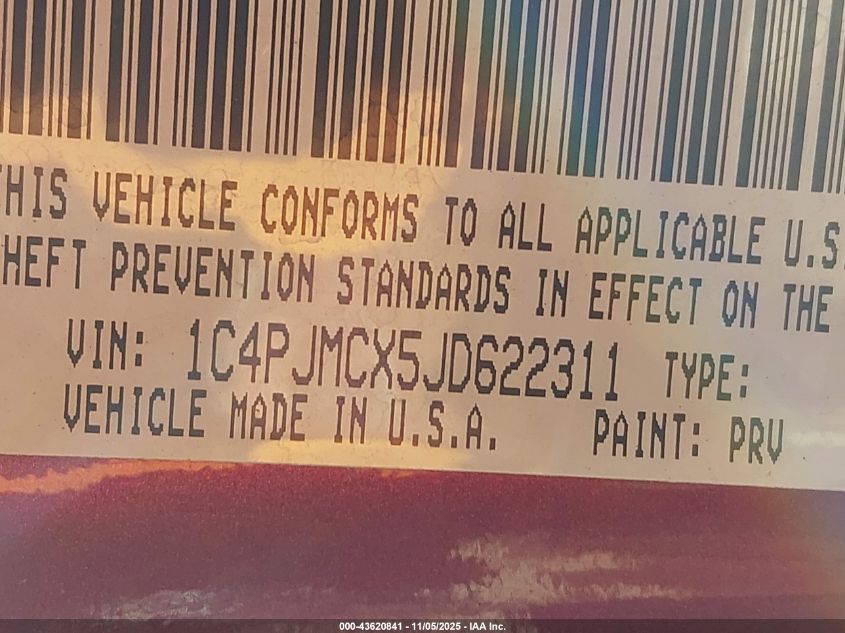 THIS VEHICLE CONFORMS TO ALL APPLICABLE U.S.
THEFT PREVENTION STANDARDS IN EFFECT ON THE
VIN: 1C4PJMCX5JD622311 TYPE:
VEHICLE MADE IN U.S.A. PAINT: PRV
000-43620841 - 11/05/2025 - IAA Inc.